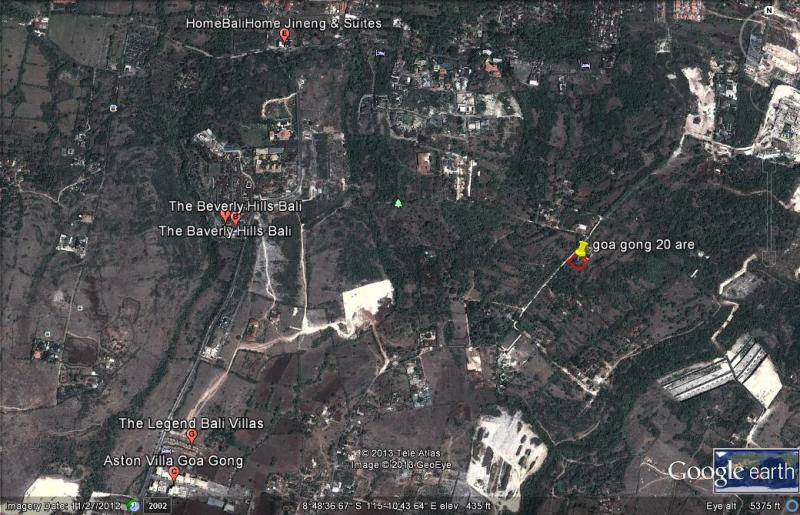 N
HomeBaliHome Jineng & Suites
The Beverly Hills Bali
The Baverly Hills Bali
goa gong 20 are
The Legend Bali Villas
Aston Villa Goa Gong
© 2013 Tele Atlas
Image © 2013 GeoEye
Google earth
Imagery Date: 11/27/2012
2002
8°48'36.67" S 115°10'43.64" E elev 435 ft
Eye alt 5375 ft